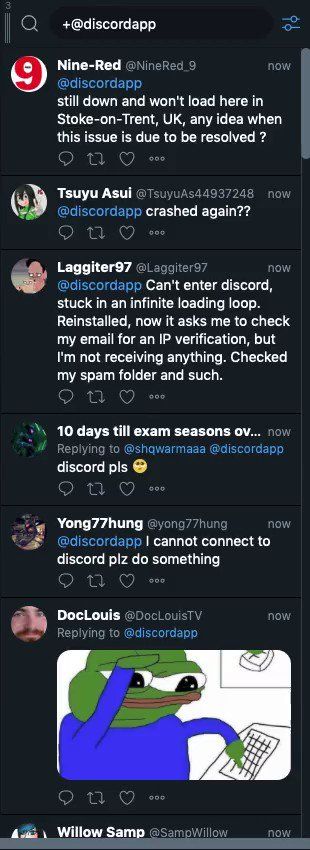 3
+@discordapp
Nine-Red @NineRed_9 now
@discordapp
still down and won't load here in
Stoke-on-Trent, UK, any idea when
this issue is due to be resolved ?
Tsuyu Asui @TsuyuAs44937248 now
@discordapp crashed again??
Laggiter97 @Laggiter97 now
@discordapp Can't enter discord,
stuck in an infinite loading loop.
Reinstalled, now it asks me to check
my email for an IP verification, but
I'm not receiving anything. Checked
my spam folder and such.
10 days till exam seasons ov... now
Replying to @shqwarmaaa @discordapp
discord pls 🥺
Yong77hung @yong77hung now
@discordapp I cannot connect to
discord plz do something
DocLouis @DocLouisTV now
Replying to @discordapp
Willow Samp @SampWillow now